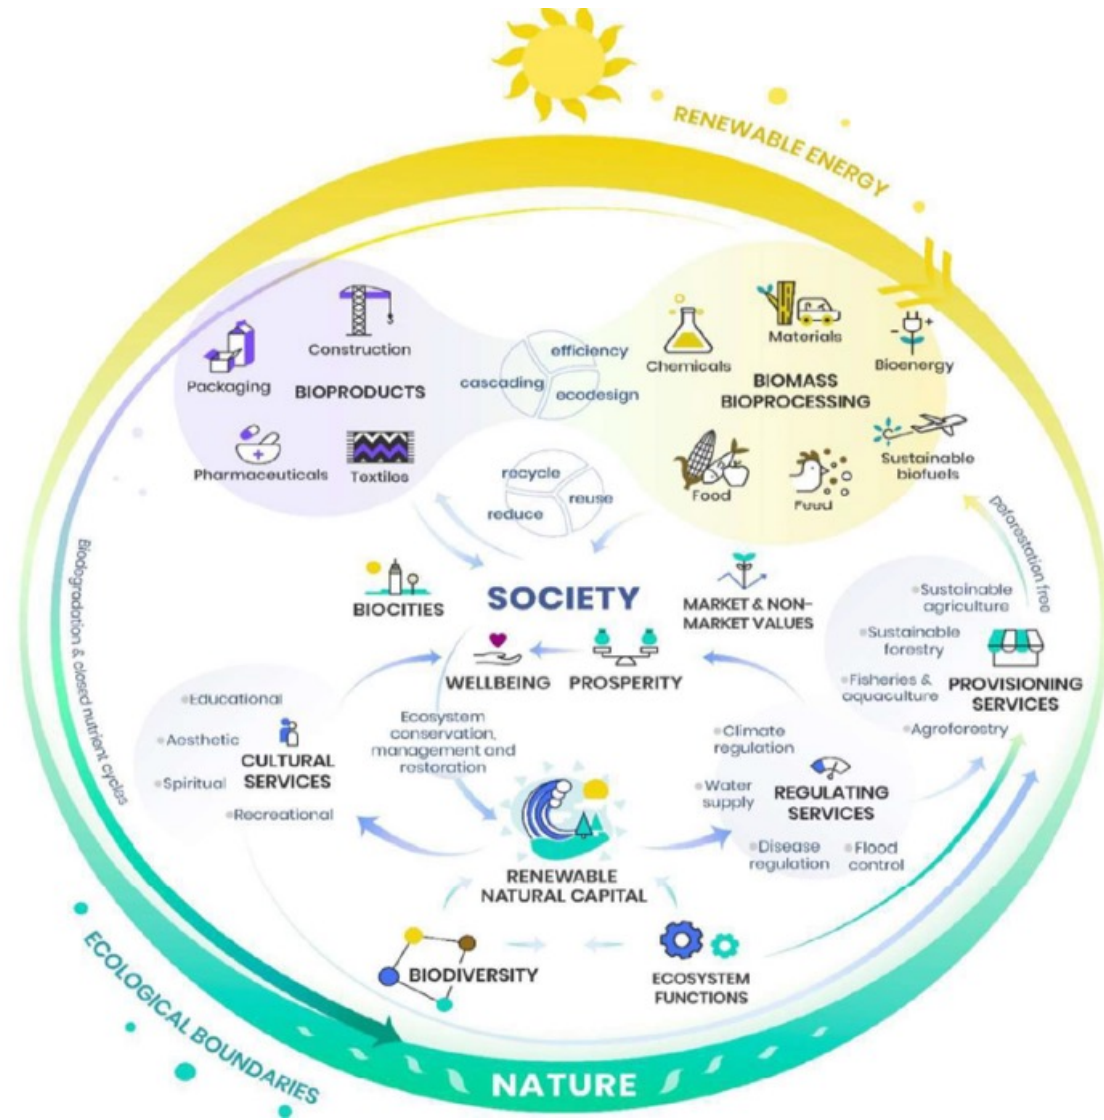 RENEWABLE ENERGY
Construction
Packaging
BIOPRODUCTS
Pharmaceuticals
Textiles
efficiency
cascading
ecodesign
recycle
reuse
reduce
Chemicals
Materials
Bioenergy
BIOMASS
BIOPROCESSING
Food
Feed
Sustainable
biofuels
Deforestation free
Biodegradation & closed nutrient cycles
BIOCITIES
SOCIETY
MARKET & NON-
MARKET VALUES
WELLBEING
PROSPERITY
Sustainable
agriculture
Sustainable
forestry
Fisheries &
aquaculture
Agroforestry
PROVISIONING
SERVICES
Educational
Aesthetic
Spiritual
Recreational
CULTURAL
SERVICES
Ecosystem
conservation,
management and
restoration
Climate
regulation
Water
supply
Disease
regulation
Flood
control
REGULATING
SERVICES
RENEWABLE
NATURAL CAPITAL
BIODIVERSITY
ECOSYSTEM
FUNCTIONS
ECOLOGICAL BOUNDARIES
NATURE